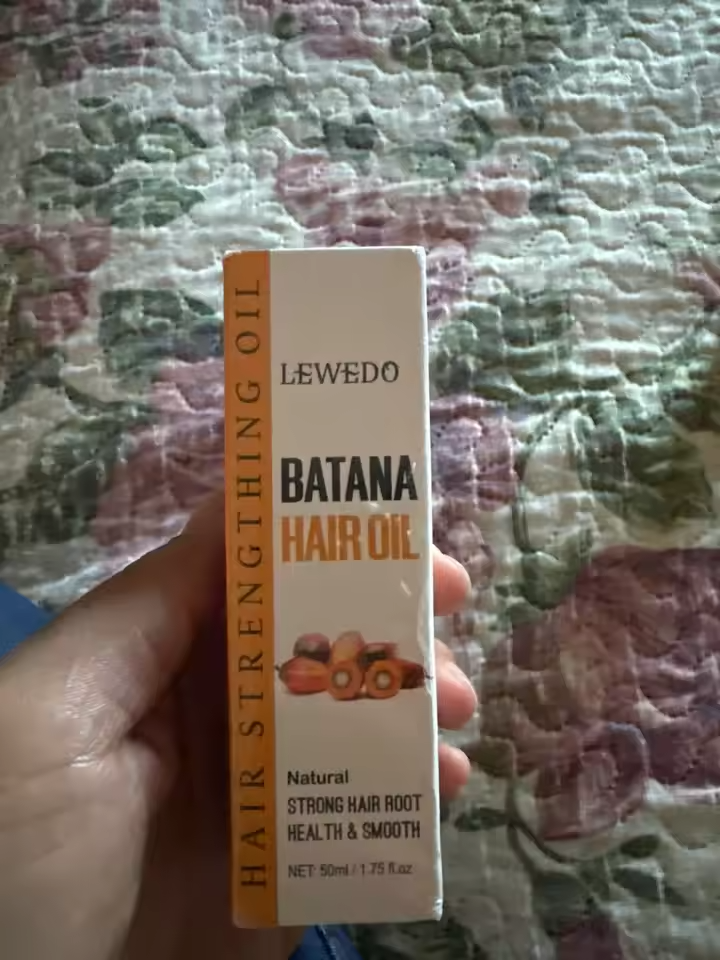 HAIR STRENGTHING OIL
LEWEDO
BATANA
HAIR OIL
Natural
STRONG HAIR ROOT
HEALTH & SMOOTH
NET: 50ml / 1.75 fl.oz